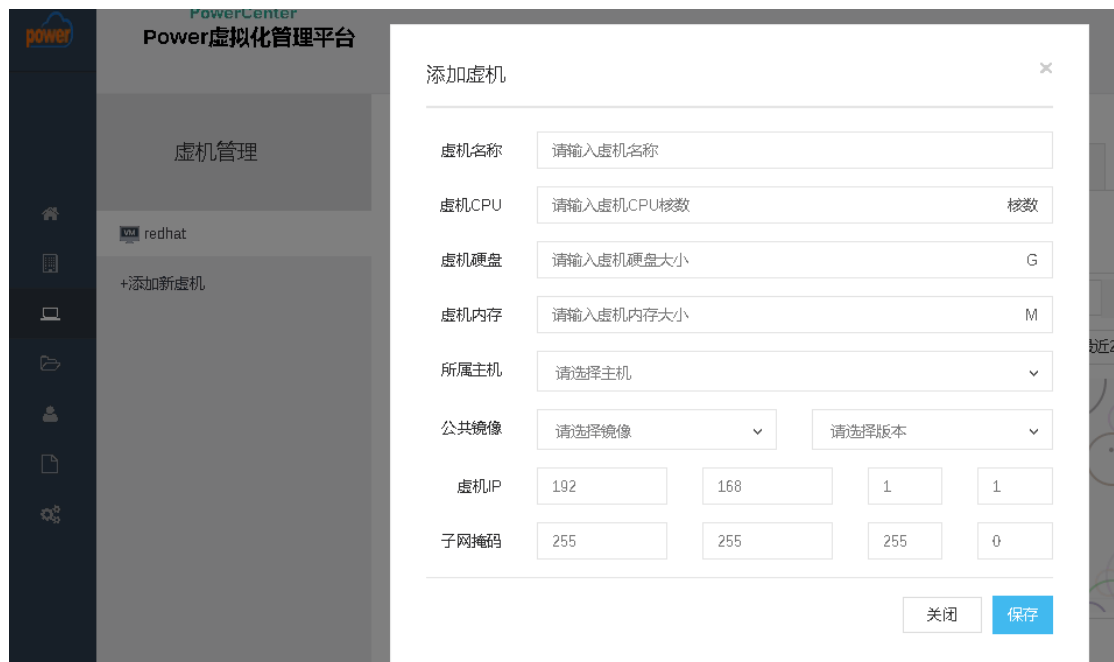 power
PowerCenter
Power虚拟化管理平台
虚机管理
VM redhat
+添加新虚机
添加虚机 ×
虚机名称 请输入虚机名称
虚机CPU 请输入虚机CPU核数 核数
虚机硬盘 请输入虚机硬盘大小 G
虚机内存 请输入虚机内存大小 M
所属主机 请选择主机
公共镜像 请选择镜像 请选择版本
虚机IP 192 168 1 1
子网掩码 255 255 255 0
关闭 保存